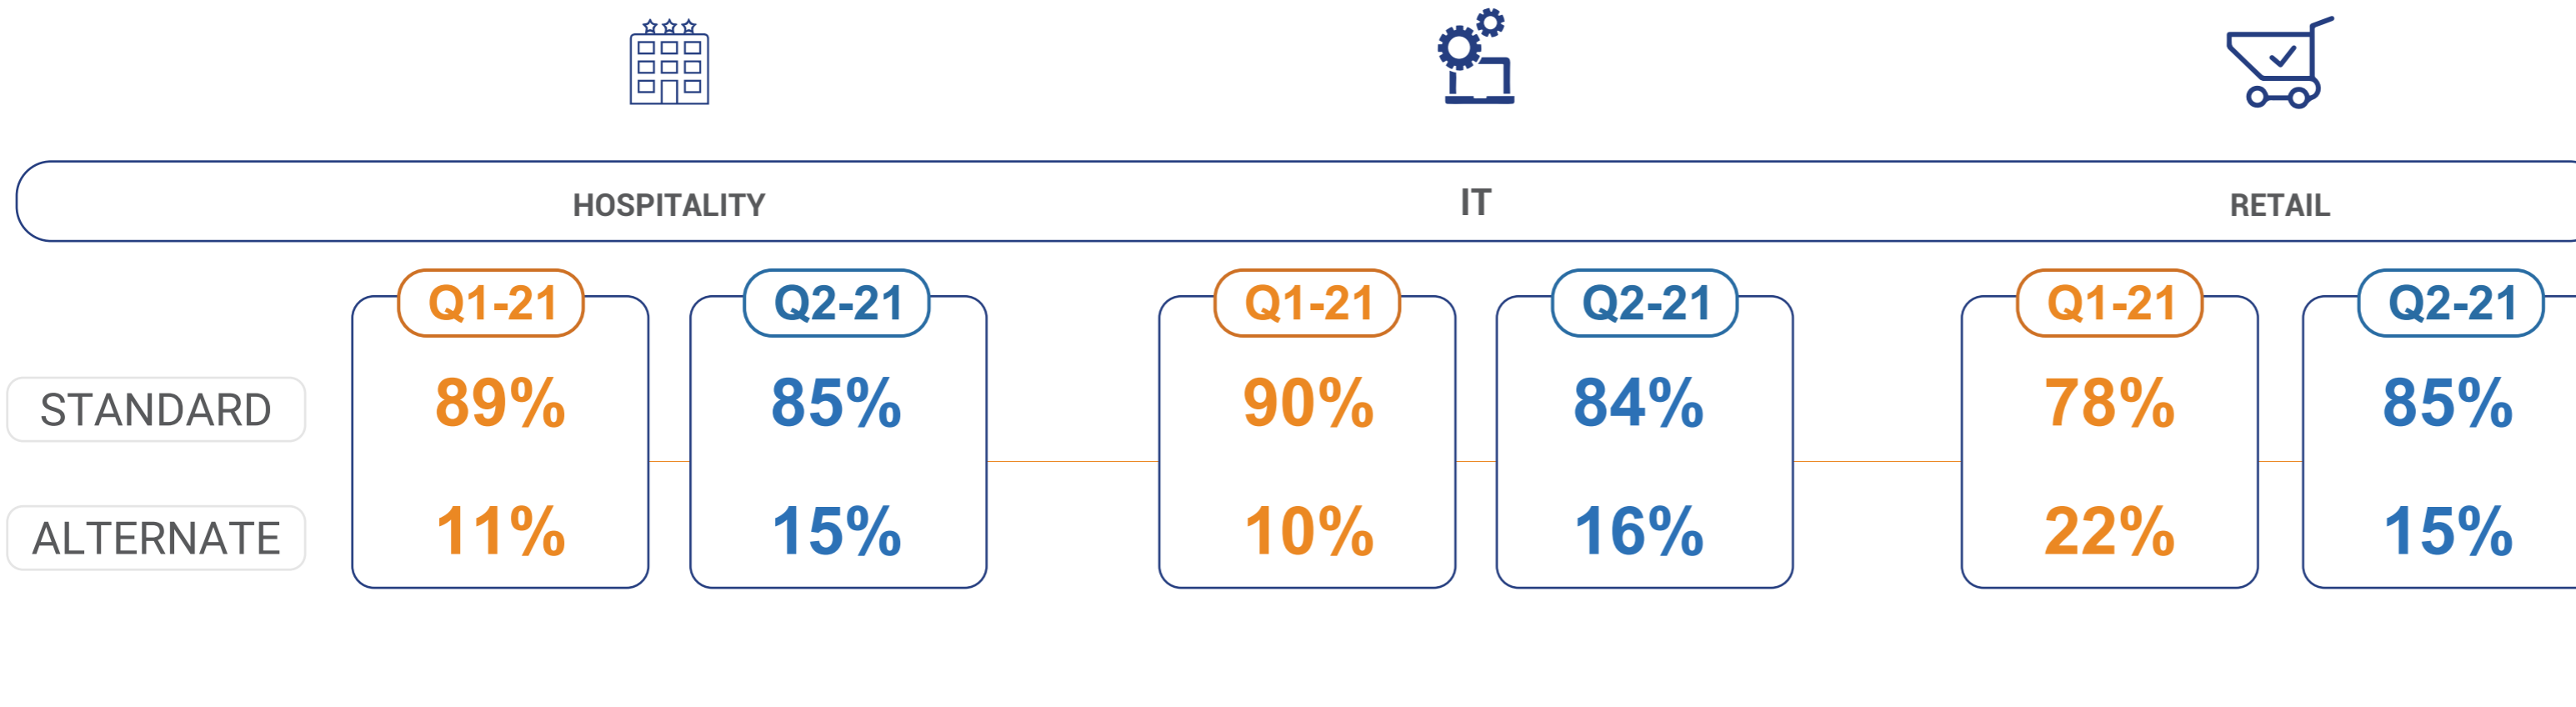 HOSPITALITY IT RETAIL
Q1-21 Q2-21 Q1-21 Q2-21 Q1-21 Q2-21
STANDARD 89% 85% 90% 84% 78% 85%
ALTERNATE 11% 15% 10% 16% 22% 15%